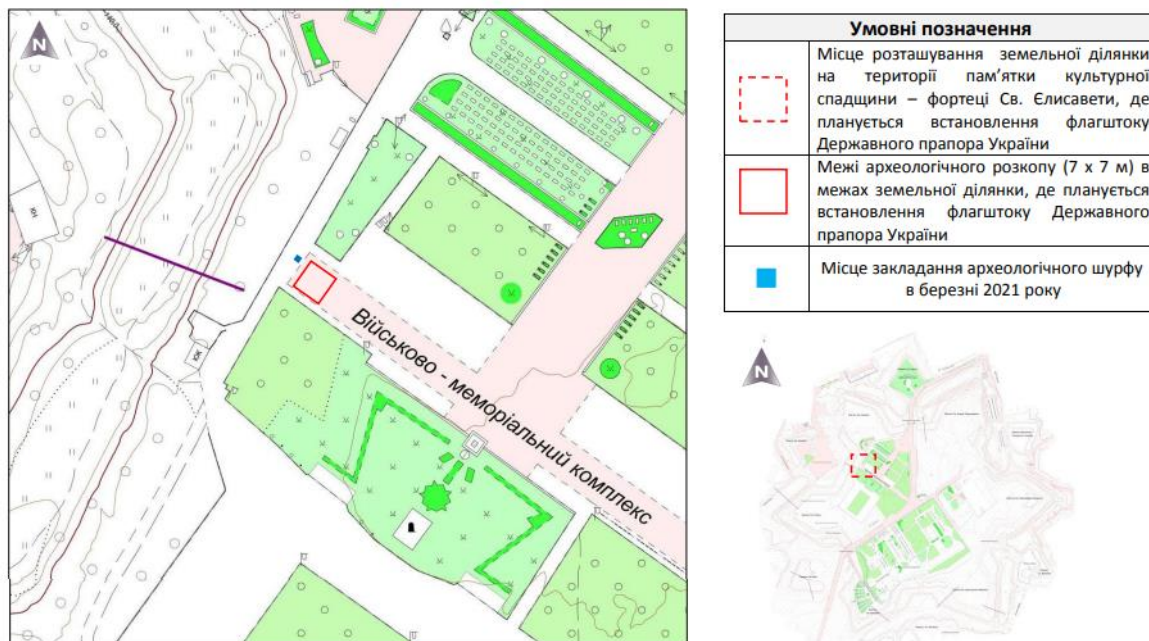 N
Військово - меморіальний комплекс
КН
КЖ
Умовні позначення
Місце розташування земельної ділянки
на території пам’ятки культурної
спадщини – фортеці Св. Єлисавети, де
планується встановлення флагштоку
Державного прапора України
Межі археологічного розкопу (7 х 7 м) в
межах земельної ділянки, де планується
встановлення флагштоку Державного
прапора України
Місце закладання археологічного шурфу
в березні 2021 року
N